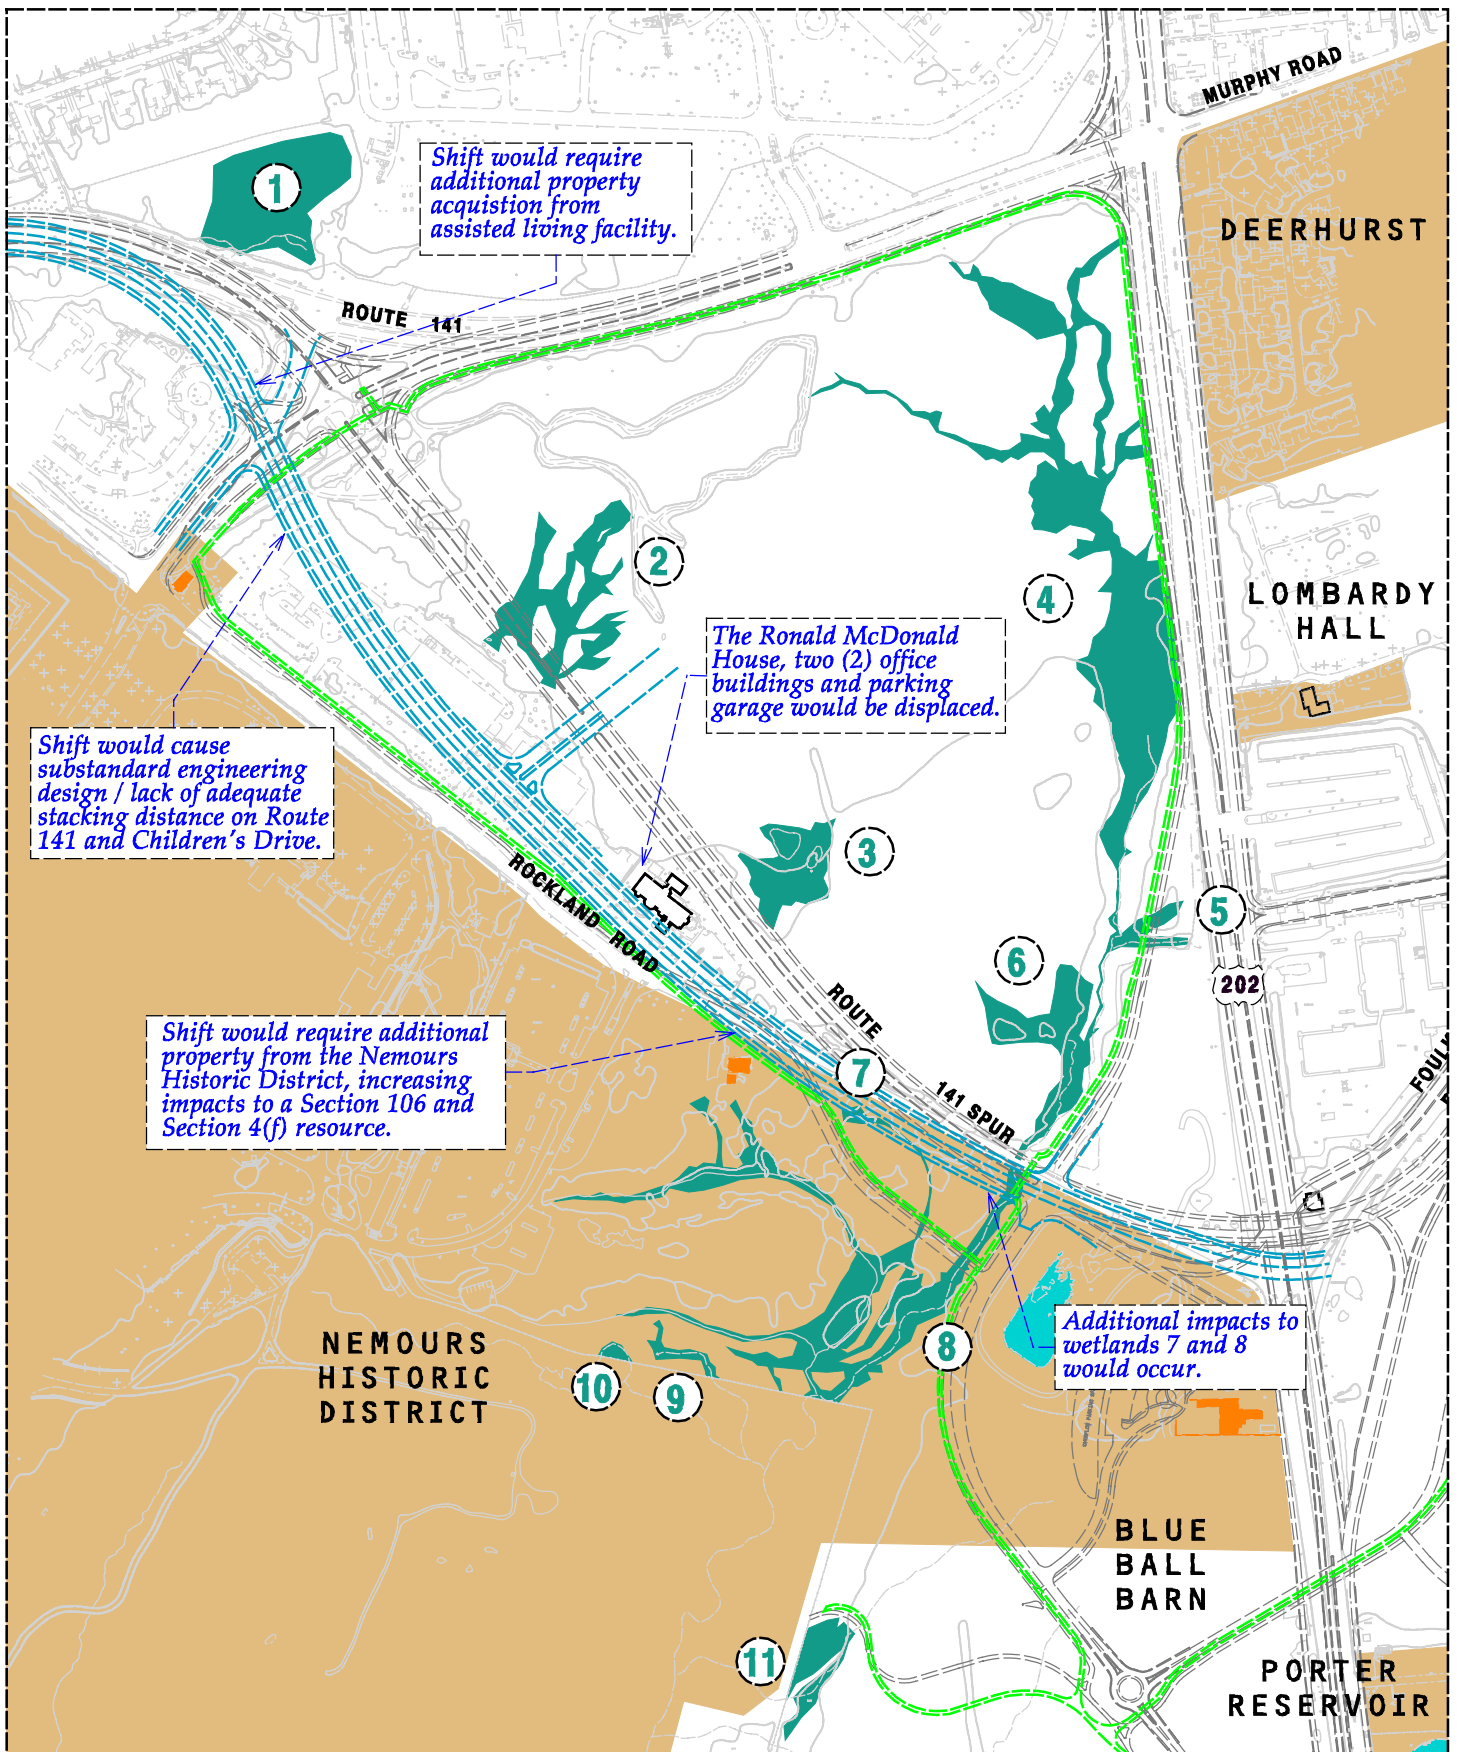 MURPHY ROAD
Shift would require
additional property
acquistion from
assisted living facility.
1
DEERHURST
ROUTE 141
2
4
LOMBARDY
HALL
The Ronald McDonald
House, two (2) office
buildings and parking
garage would be displaced.
Shift would cause
substandard engineering
design / lack of adequate
stacking distance on Route
141 and Children's Drive.
3
ROCKLAND ROAD
5
6
202
ROUTE
141 SPUR
Shift would require additional
property from the Nemours
Historic District, increasing
impacts to a Section 106 and
Section 4(f) resource.
7
Additional impacts to
wetlands 7 and 8
would occur.
8
NEMOURS
HISTORIC
DISTRICT
10
9
BLUE
BALL
BARN
11
PORTER
RESERVOIR